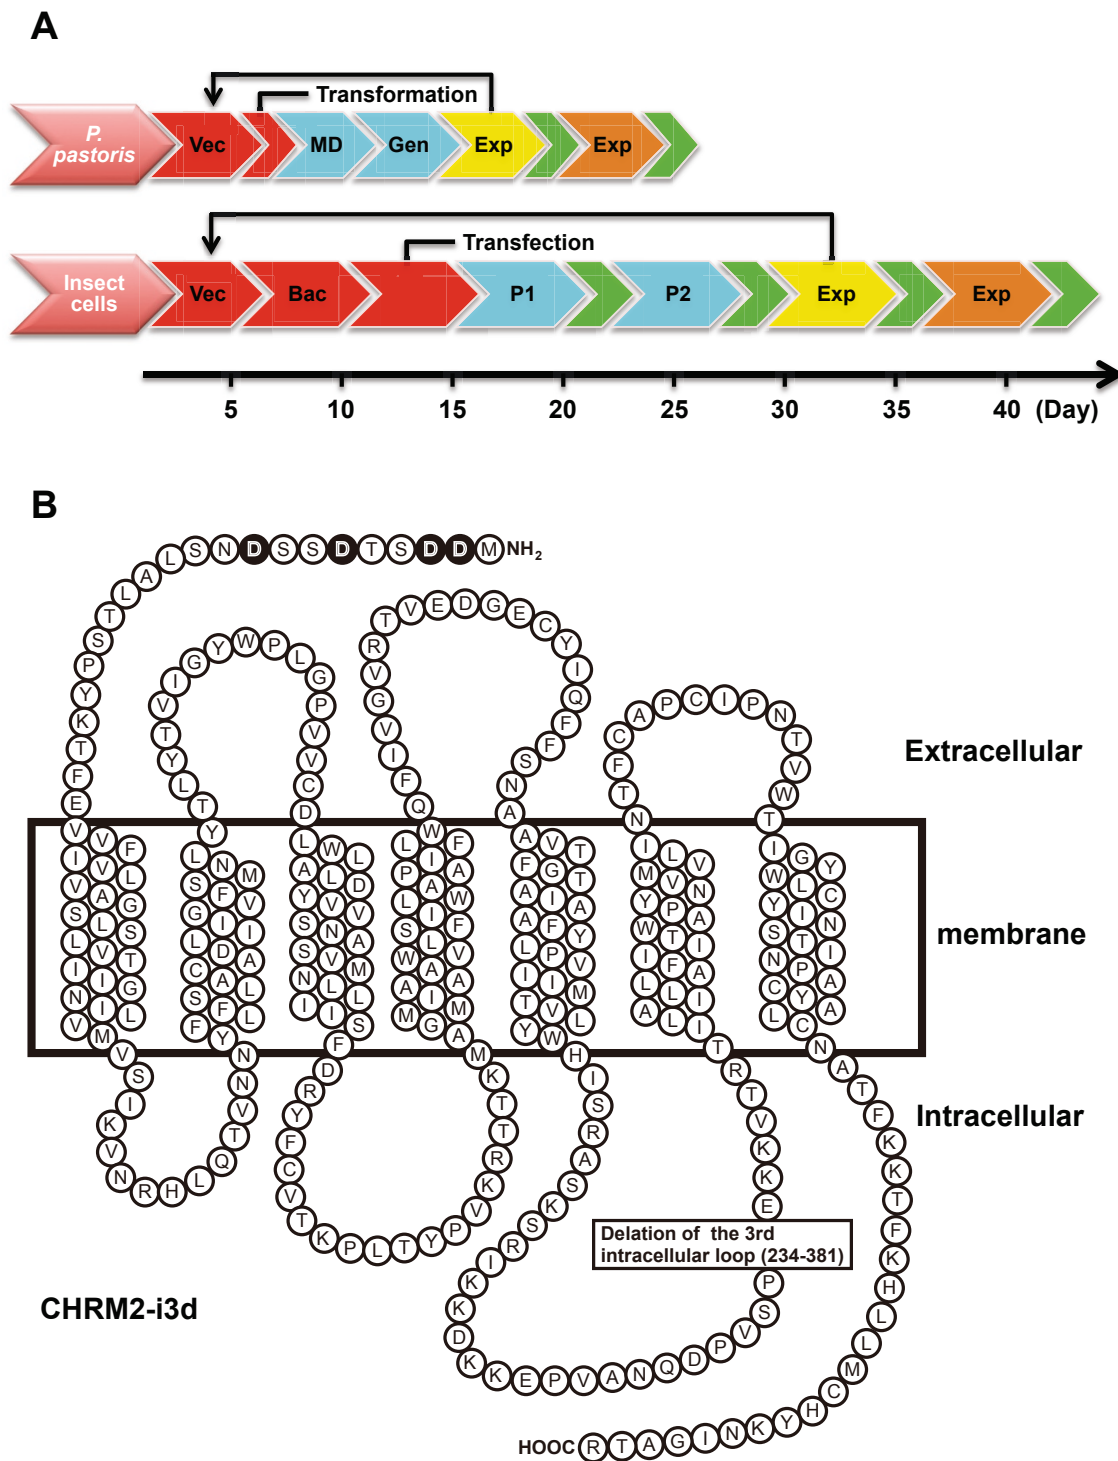 A
Transformation
P. pastoris
Vec
MD
Gen
Exp
Exp
Transfection
Insect cells
Vec
Bac
P1
P2
Exp
Exp
5 10 15 20 25 30 35 40 (Day)
B
L S N D S S D T S D D M NH2
A L T S P Y K T F E V
V T Y L T Y
I G Y W P L G P V V C D L
Q F I V G V R T V E D G E C Y I Q F F S N A
N T F C A P C I P N T V W T
Extracellular
membrane
Intracellular
V S I K V N R H L Q T V N N
F D R Y F C V T K P L T Y P V K R T T K M
H I S R A S K S R I K K D K K E P V A N Q D P V S P
T R T V K K E
Delation of the 3rd
intracellular loop (234-381)
N A T F K K T F K H L L M C H Y K N I G A T R
CHRM2-i3d
HOOC